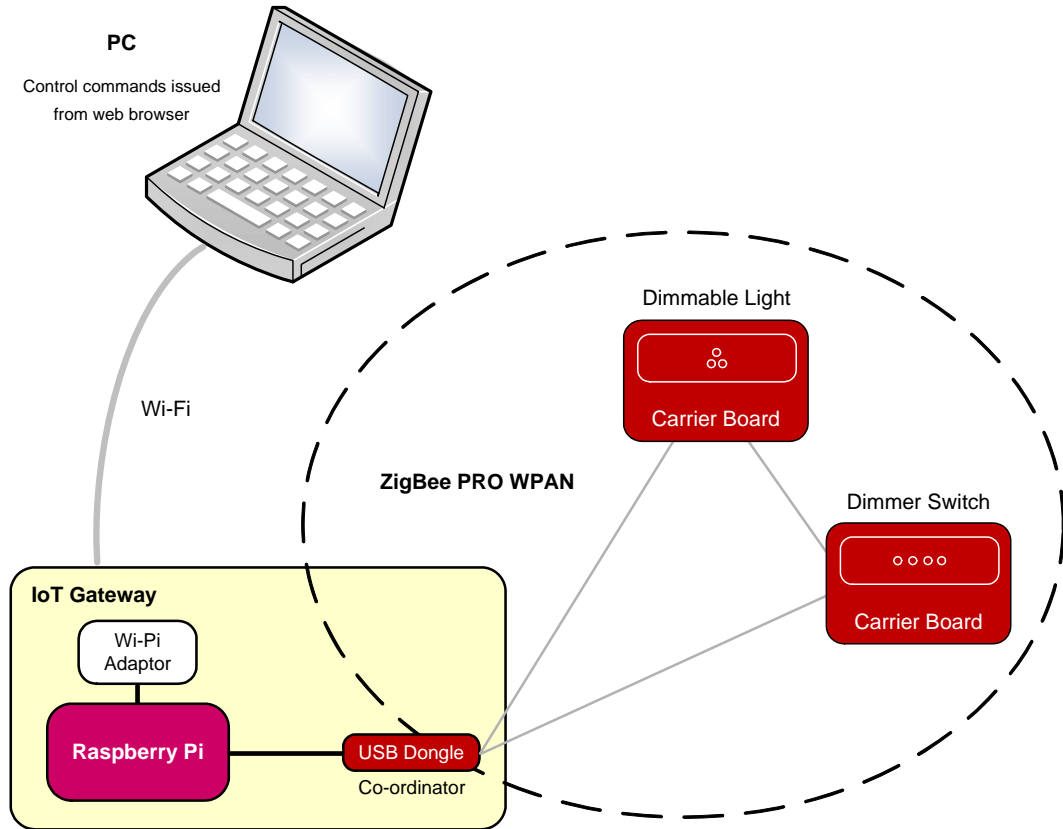 PC
Control commands issued
from web browser
Dimmable Light
Carrier Board
Wi-Fi
ZigBee PRO WPAN
Dimmer Switch
Carrier Board
IoT Gateway
Wi-Pi
Adaptor
Raspberry Pi
USB Dongle
Co-ordinator